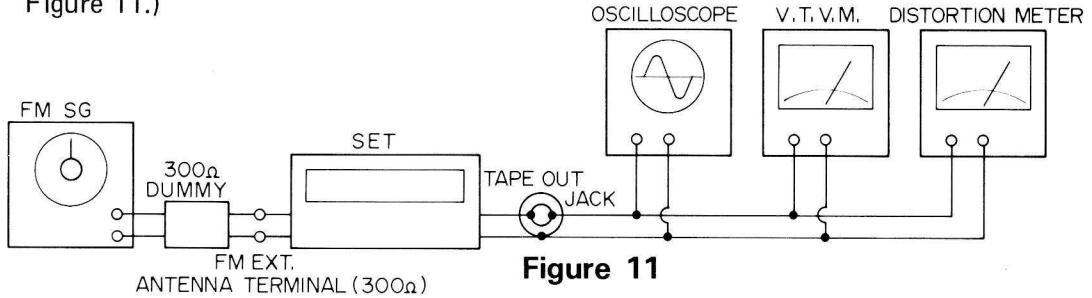 Figure 11.)
OSCILLOSCOPE
V.T.V.M.
DISTORTION METER
FM SG
300Ω
DUMMY
SET
TAPE OUT
JACK
FM EXT.
ANTENNA TERMINAL (300Ω)
Figure 11